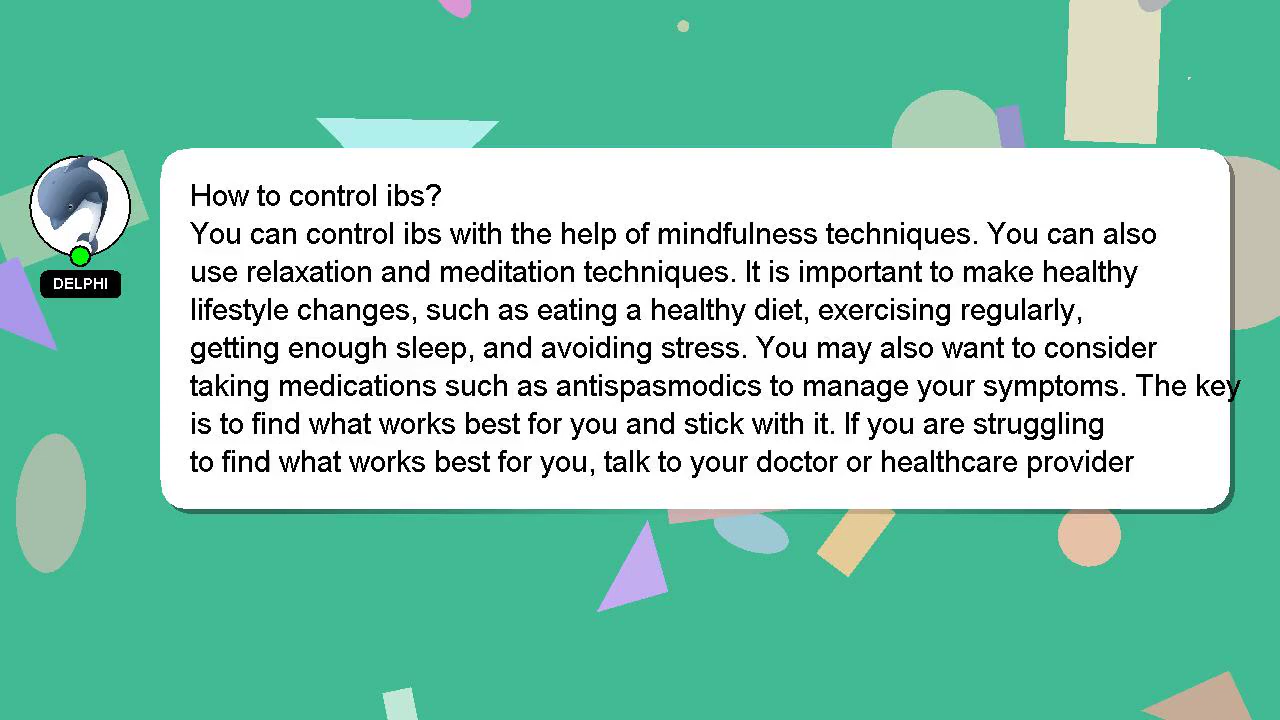 DELPHI
How to control ibs?
You can control ibs with the help of mindfulness techniques. You can also
use relaxation and meditation techniques. It is important to make healthy
lifestyle changes, such as eating a healthy diet, exercising regularly,
getting enough sleep, and avoiding stress. You may also want to consider
taking medications such as antispasmodics to manage your symptoms. The key
is to find what works best for you and stick with it. If you are struggling
to find what works best for you, talk to your doctor or healthcare provider